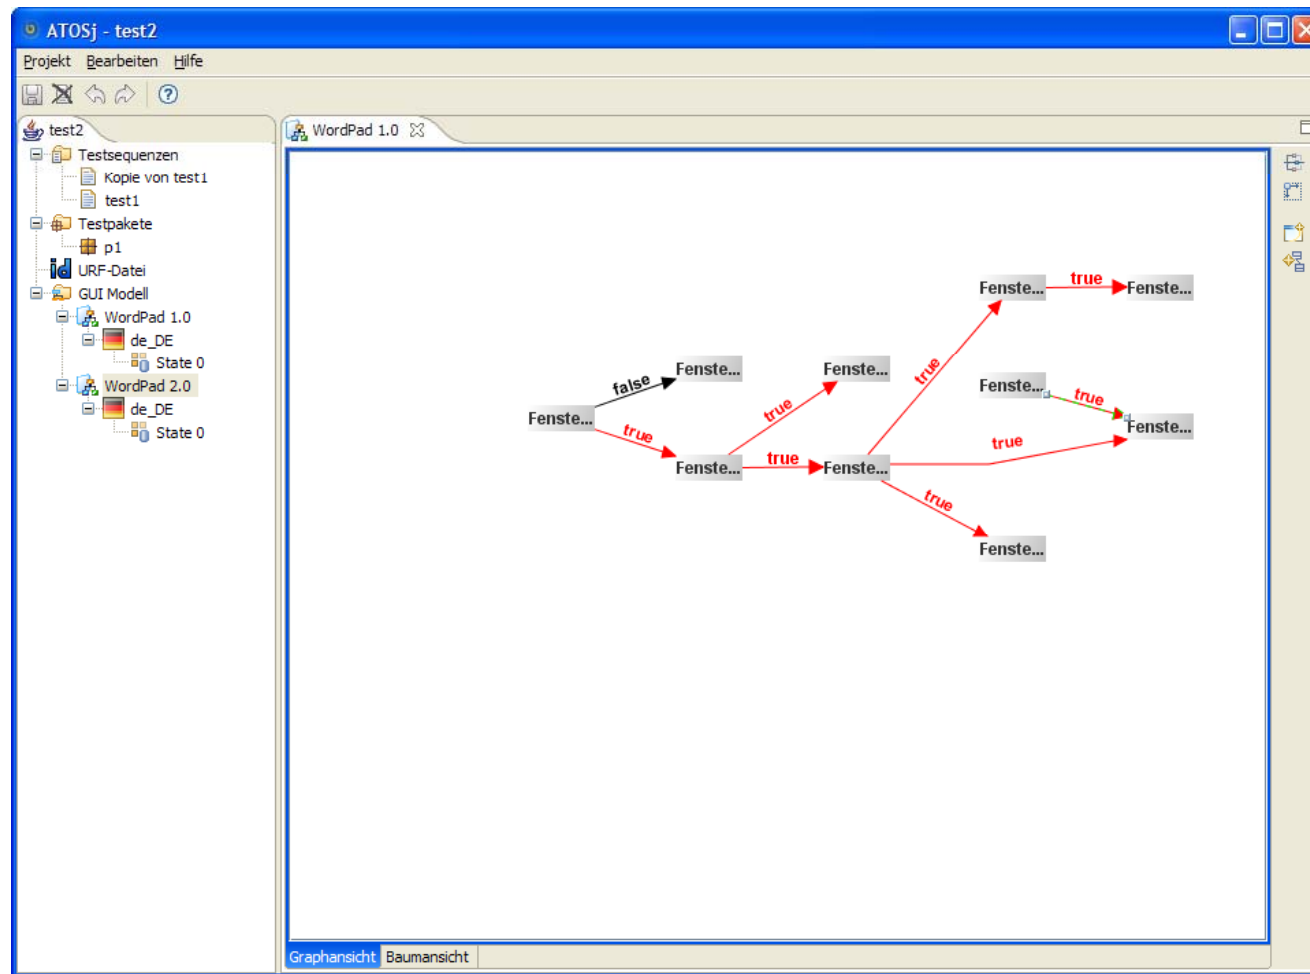 ATOSj - test2
Projekt Bearbeiten Hilfe
test2
Testsequenzen
Kopie von test1
test1
Testpakete
p1
id URF-Datei
GUI Modell
WordPad 1.0
de_DE
State 0
WordPad 2.0
de_DE
State 0
WordPad 1.0
Fenste... true Fenste...
true
Fenste... Fenste... Fenste...
false true true
Fenste... Fenste...
true true
Fenste... true Fenste...
true
Fenste...
Graphansicht Baumansicht